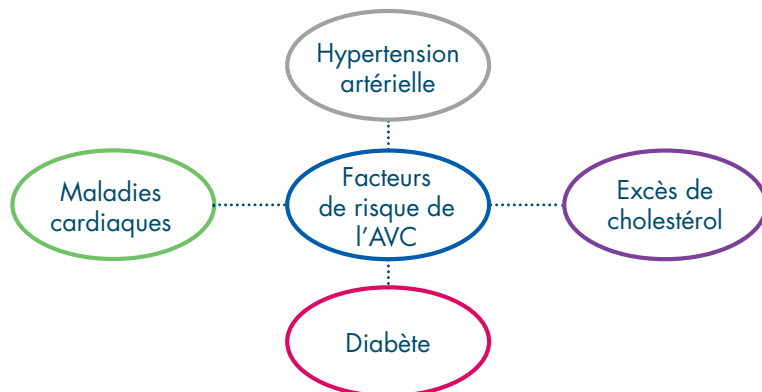 Hypertension
artérielle
Maladies
cardiaques
Facteurs
de risque de
l'AVC
Excès de
cholestérol
Diabète